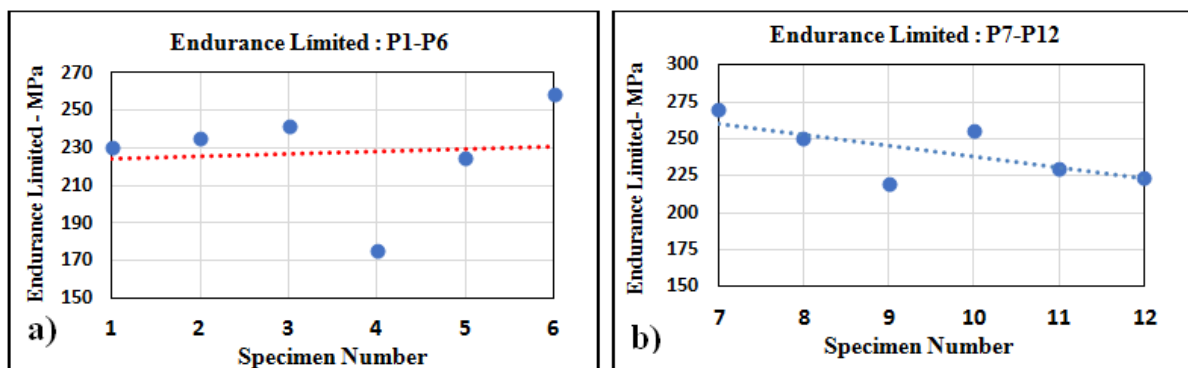 Endurance Límited : P1-P6
Endurance Limited - MPa
270
250
230
210
190
170
150
1 2 3 4 5 6
Specimen Number
a)
Endurance Limited : P7-P12
Endurance Limited- MPa
300
275
250
225
200
175
150
7 8 9 10 11 12
Specimen Number
b)